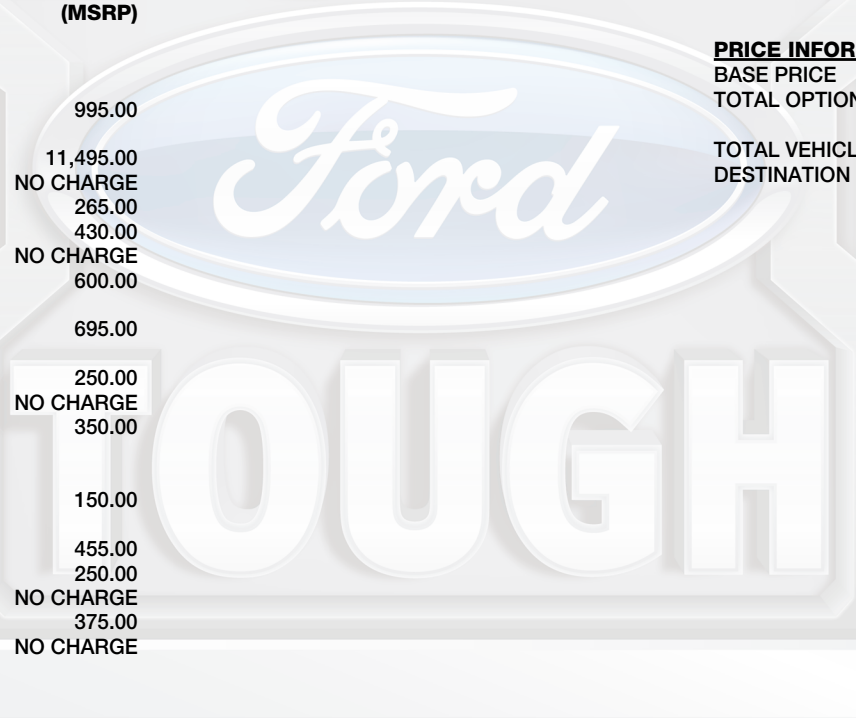 (MSRP)
995.00
11,495.00
NO CHARGE
265.00
430.00
NO CHARGE
600.00
695.00
250.00
NO CHARGE
350.00
150.00
455.00
250.00
NO CHARGE
375.00
NO CHARGE
PRICE INFOR
BASE PRICE
TOTAL OPTION
TOTAL VEHICL
DESTINATION
Ford
TOUGH